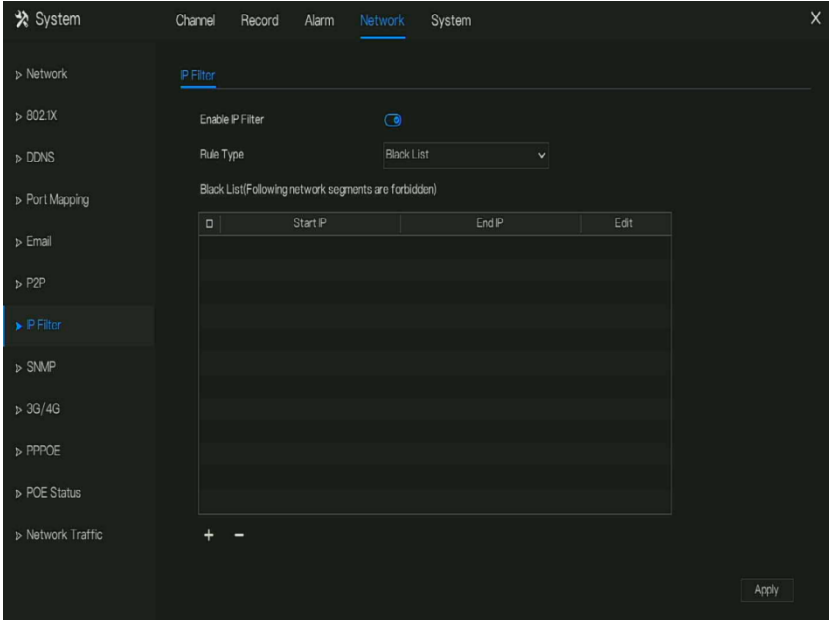 System Channel Record Alarm Network System X
Network
IP Filter
802.1X
Enable IP Filter
DDNS
Rule Type Black List
Port Mapping
Black List(Following network segments are forbidden)
Start IP End IP Edit
Email
P2P
IP Filter
SNMP
3G/4G
PPPOE
POE Status
Network Traffic
+ −
Apply